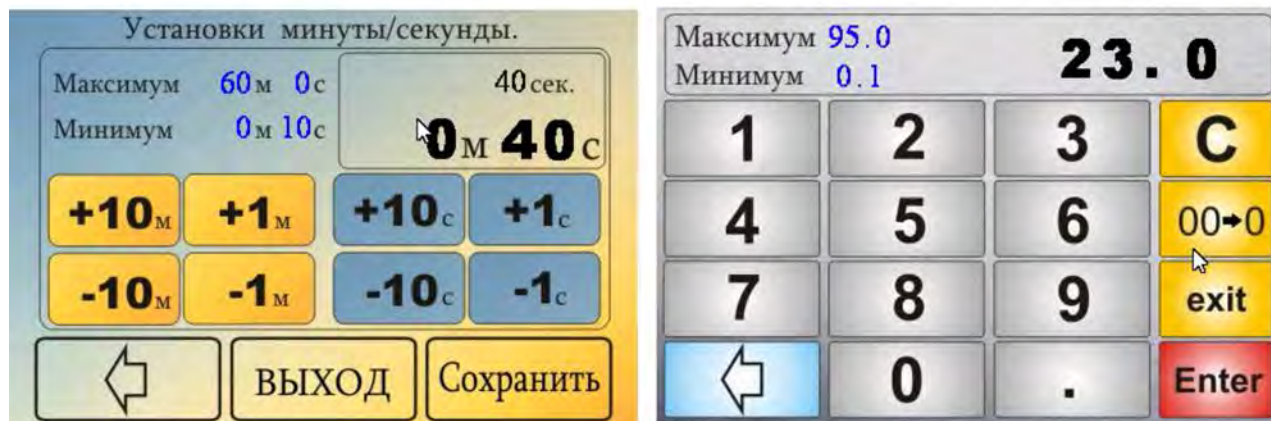 Установки минуты/секунды.
Максимум 60м 0с
40сек.
Минимум 0м 10с
0м 40с
+10м +1м +10с +1с
-10м -1м -10с -1с
ВЫХОД Сохранить
Максимум 95.0
23.0
Минимум 0.1
1 2 3 C
4 5 6 00→0
7 8 9 exit
0 . Enter